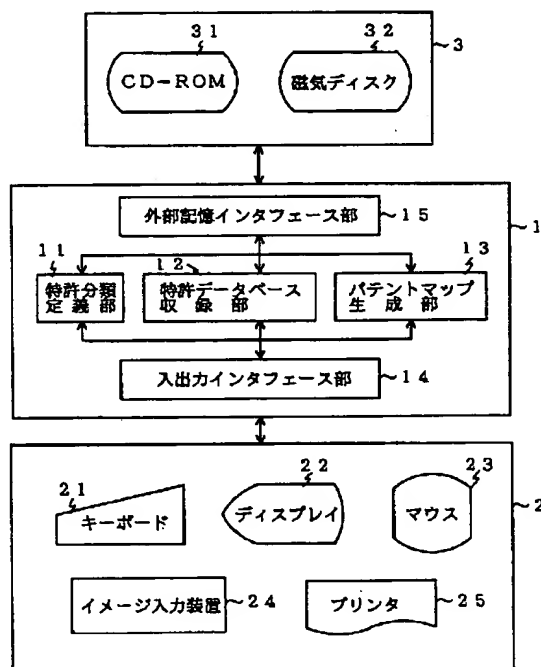 ３１
３２
３
ＣＤ－ＲＯＭ
磁気ディスク
外部記憶インタフェース部
１５
１
１１
１２
１３
特許分類
定義部
特許データベース
収録部
パテントマップ
生成部
入出力インタフェース部
１４
２１
２２
２３
２
キーボード
ディスプレイ
マウス
イメージ入力装置
２４
プリンタ
２５